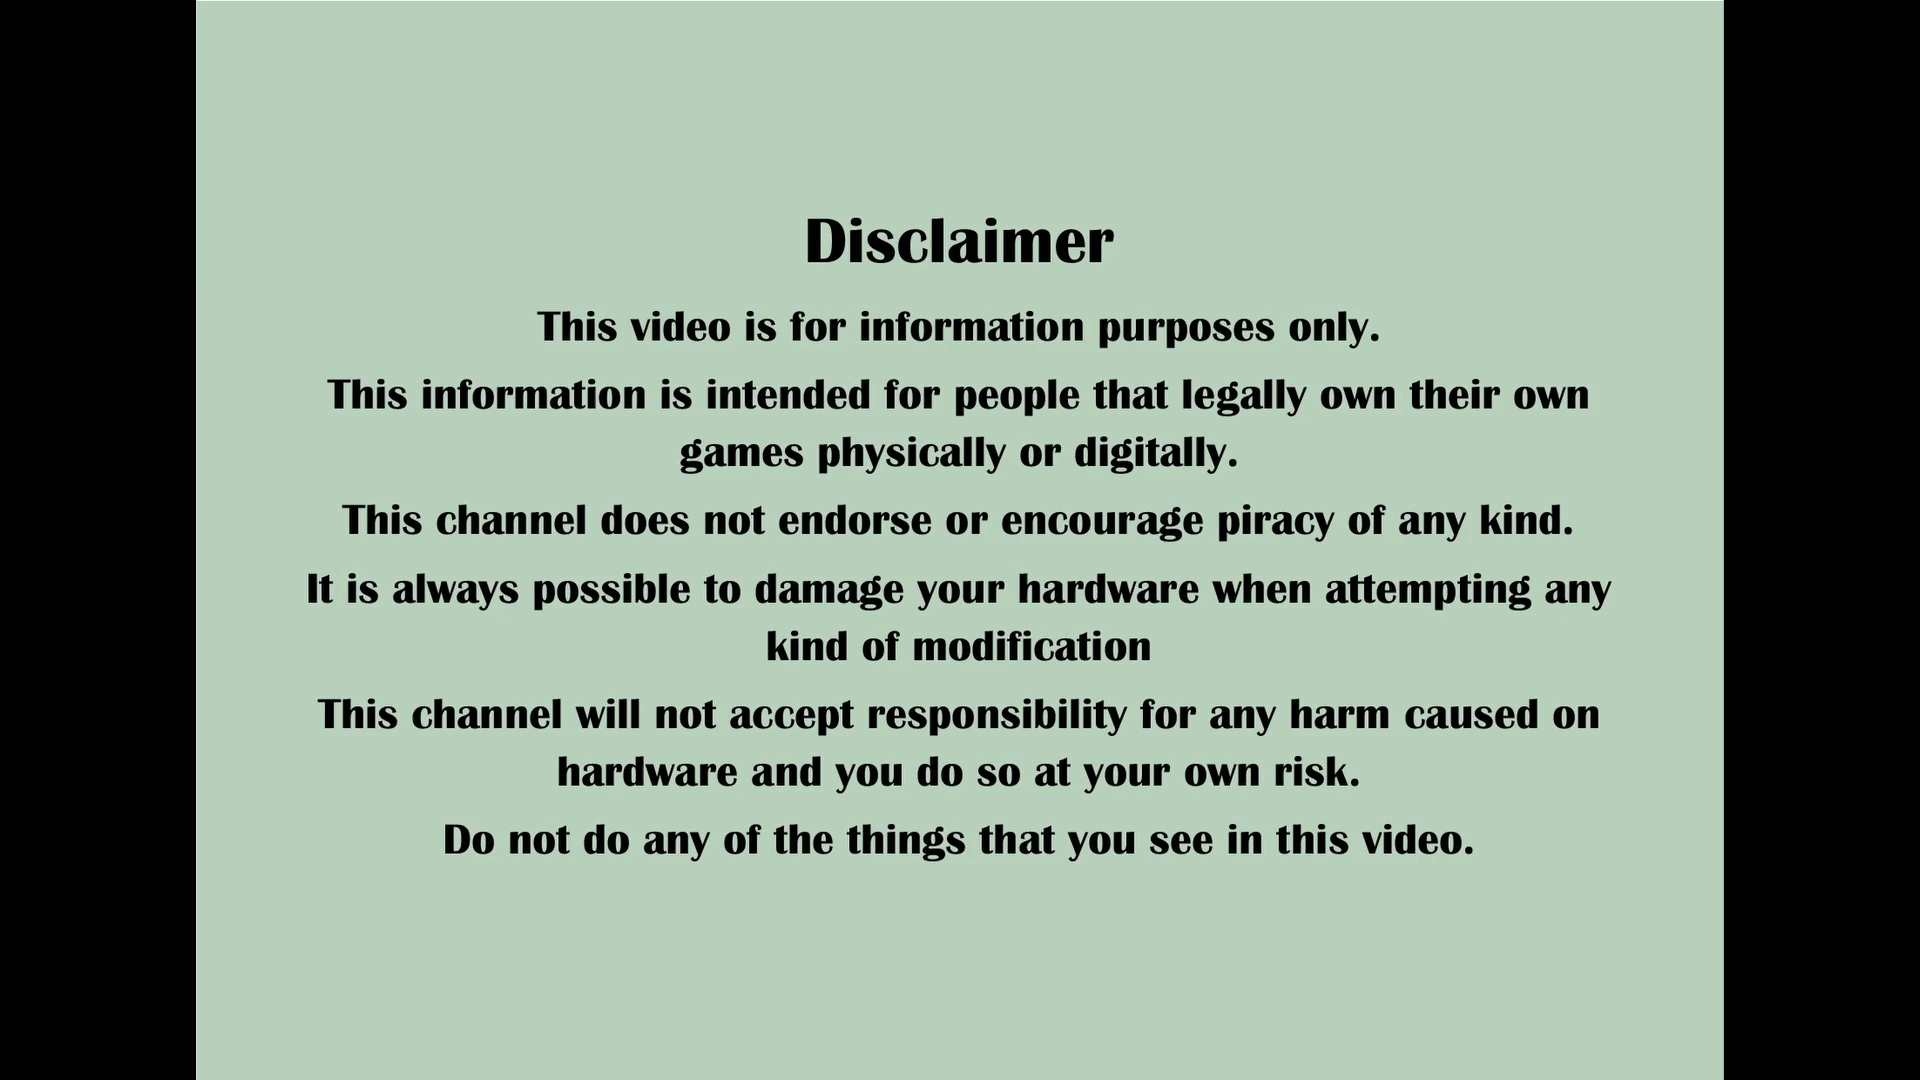 Disclaimer
This video is for information purposes only.
This information is intended for people that legally own their own
games physically or digitally.
This channel does not endorse or encourage piracy of any kind.
It is always possible to damage your hardware when attempting any
kind of modification
This channel will not accept responsibility for any harm caused on
hardware and you do so at your own risk.
Do not do any of the things that you see in this video.